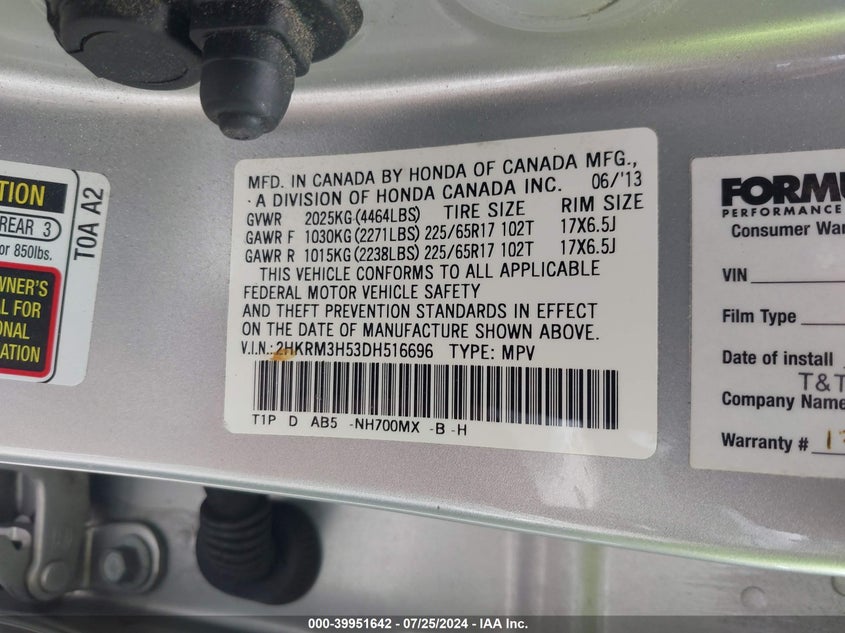 TION
REAR 3
or 850lbs.
WNER'S
AL FOR
ONAL
ATION
T0A A2
MFD. IN CANADA BY HONDA OF CANADA MFG.,
A DIVISION OF HONDA CANADA INC. 06/'13
GVWR 2025KG(4464LBS) TIRE SIZE RIM SIZE
GAWR F 1030KG(2271LBS) 225/65R17 102T 17X6.5J
GAWR R 1015KG(2238LBS) 225/65R17 102T 17X6.5J
THIS VEHICLE CONFORMS TO ALL APPLICABLE
FEDERAL MOTOR VEHICLE SAFETY
AND THEFT PREVENTION STANDARDS IN EFFECT
ON THE DATE OF MANUFACTURE SHOWN ABOVE.
V.I.N.: 2HKRM3H53DH516696 TYPE: MPV
T1P D AB5 -NH700MX -B -H
FORMU
PERFORMANCE
Consumer War
VIN
Film Type
Date of install
T&T
Company Name
Warranty # 17
000-39951642 - 07/25/2024 - IAA Inc.